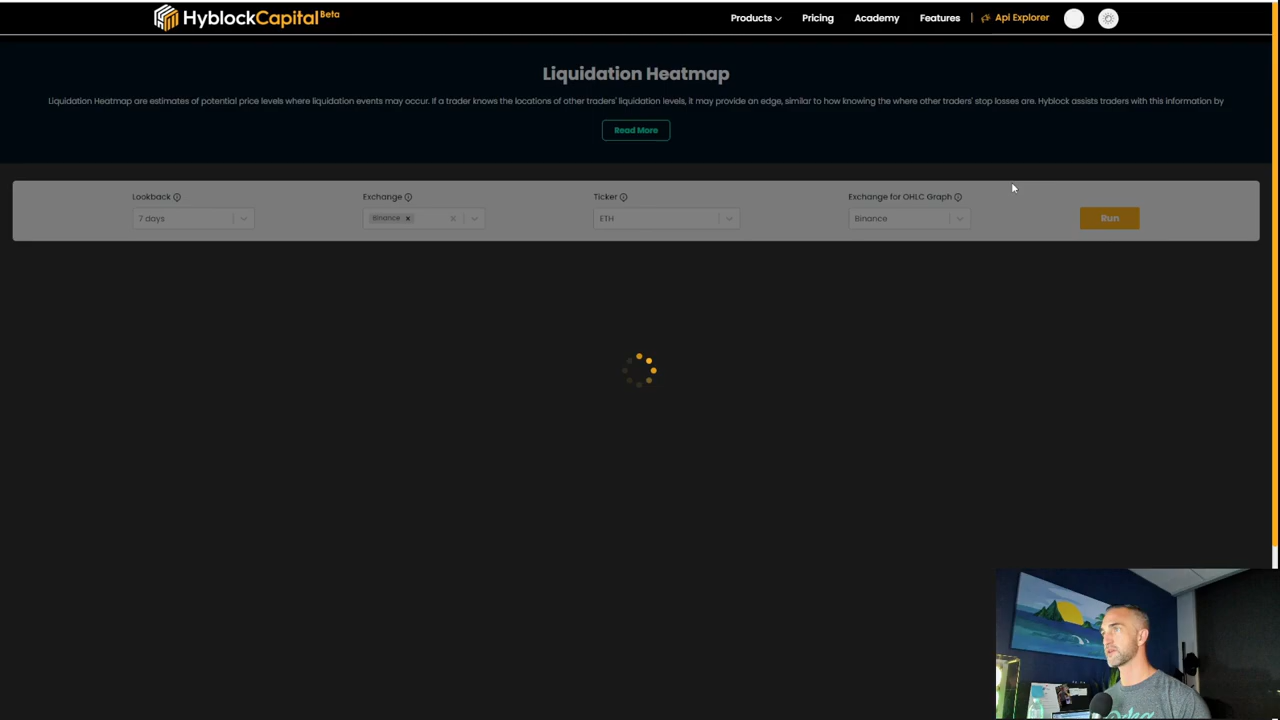 HyblockCapital Beta
Products
Pricing
Academy
Features
Api Explorer
Liquidation Heatmap
Liquidation Heatmap are estimates of potential price levels where liquidation events may occur. If a trader knows the locations of other traders' liquidation levels, it may provide an edge, similar to how knowing the where other traders' stop losses are. Hyblock assists traders with this information by
Read More
Lookback
Exchange
Ticker
Exchange for OHLC Graph
7 days
Binance
ETH
Binance
Run